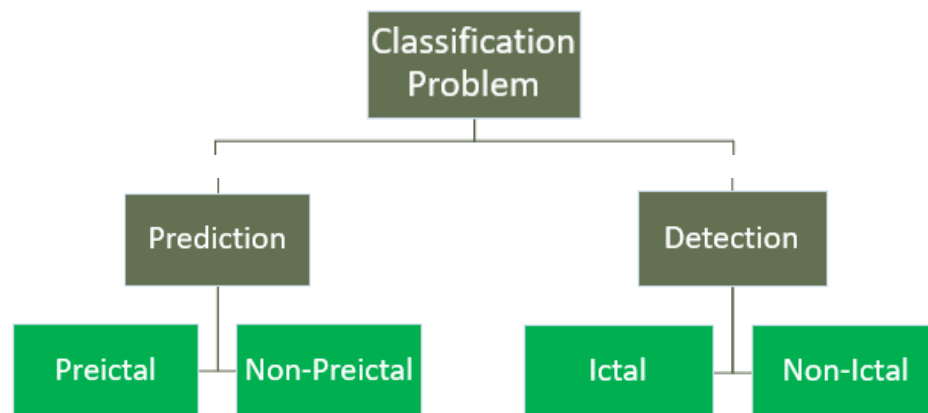 Classification
Problem
Prediction
Detection
Preictal
Non-Preictal
Ictal
Non-Ictal